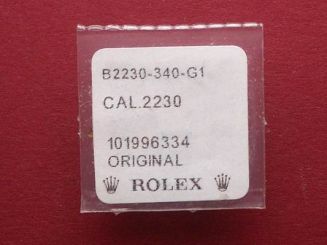 B2230-340-G1
CAL.2230
101996334
ORIGINAL
ROLEX